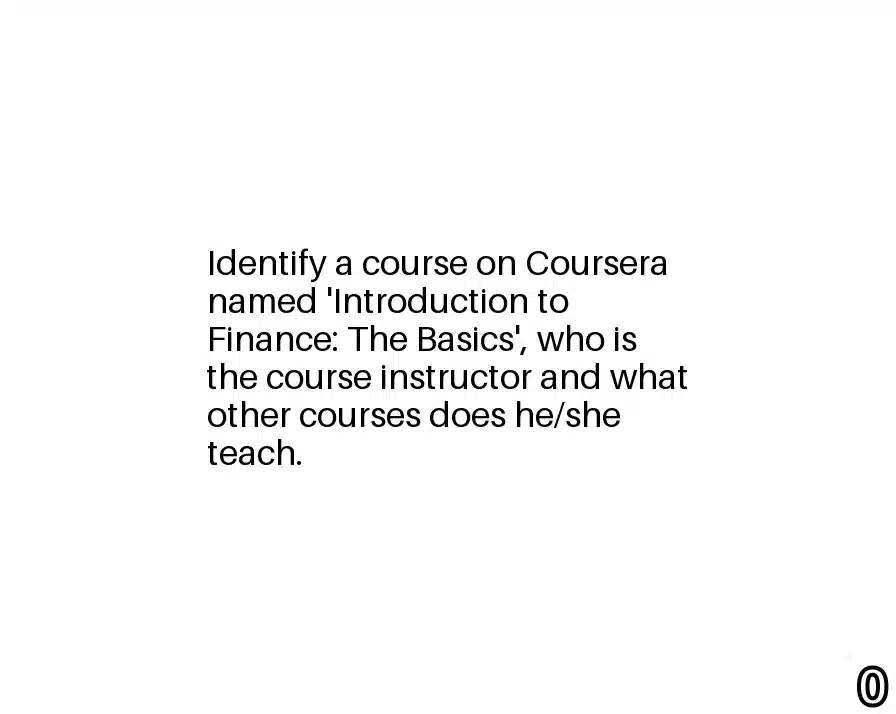 Identify a course on Coursera
named 'Introduction to
Finance: The Basics', who is
the course instructor and what
other courses does he/she
teach.
0